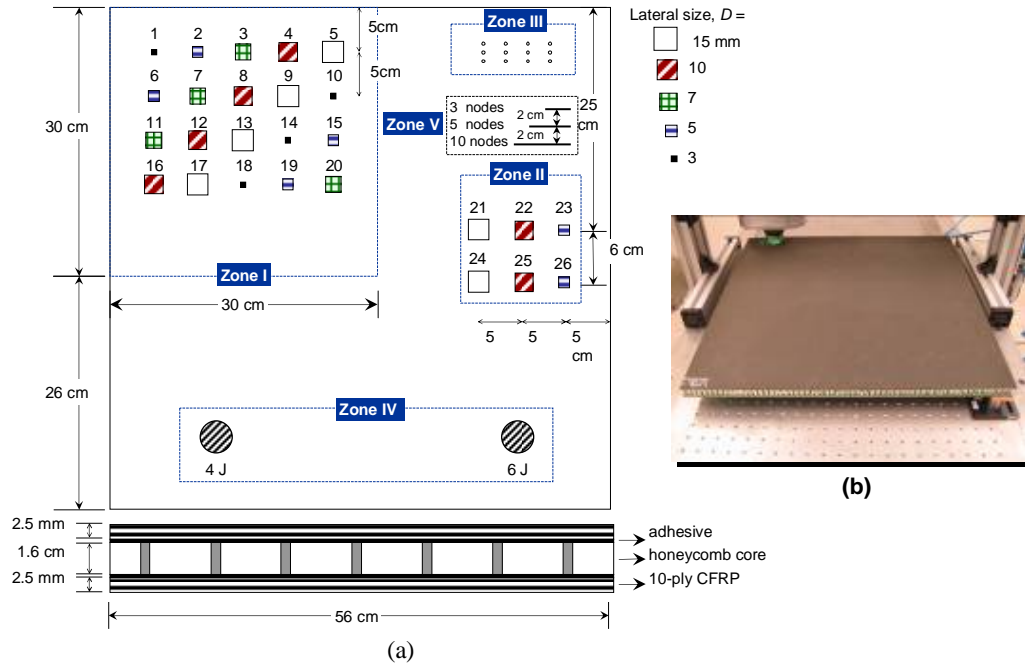 Lateral size, D =
15 mm
10
7
5
3
Zone III
5cm
5cm
1 2 3 4 5
6 7 8 9 10
11 12 13 14 15
16 17 18 19 20
30 cm
Zone I
30 cm
Zone V
3 nodes
5 nodes
10 nodes
2 cm
2 cm
25
cm
Zone II
21 22 23
24 25 26
6 cm
5 5 5
cm
26 cm
Zone IV
4 J 6 J
(b)
2.5 mm
1.6 cm
2.5 mm
adhesive
honeycomb core
10-ply CFRP
56 cm
(a)